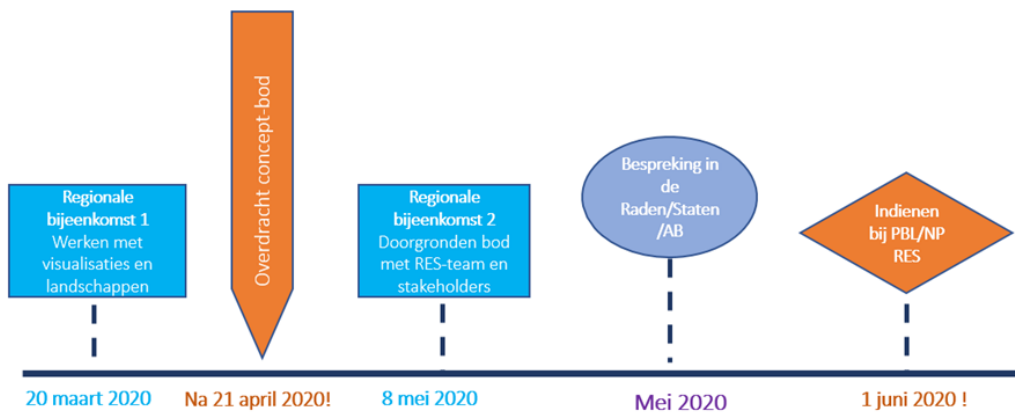 Regionale
bijeenkomst 1
Werken met
visualisaties en
landschappen
Overdracht concept-bod
Regionale
bijeenkomst 2
Doorgronden bod
met RES-team en
stakeholders
Bespreking in
de
Raden/Staten
/AB
Indienen
bij PBL/NP
RES
20 maart 2020
Na 21 april 2020!
8 mei 2020
Mei 2020
1 juni 2020 !